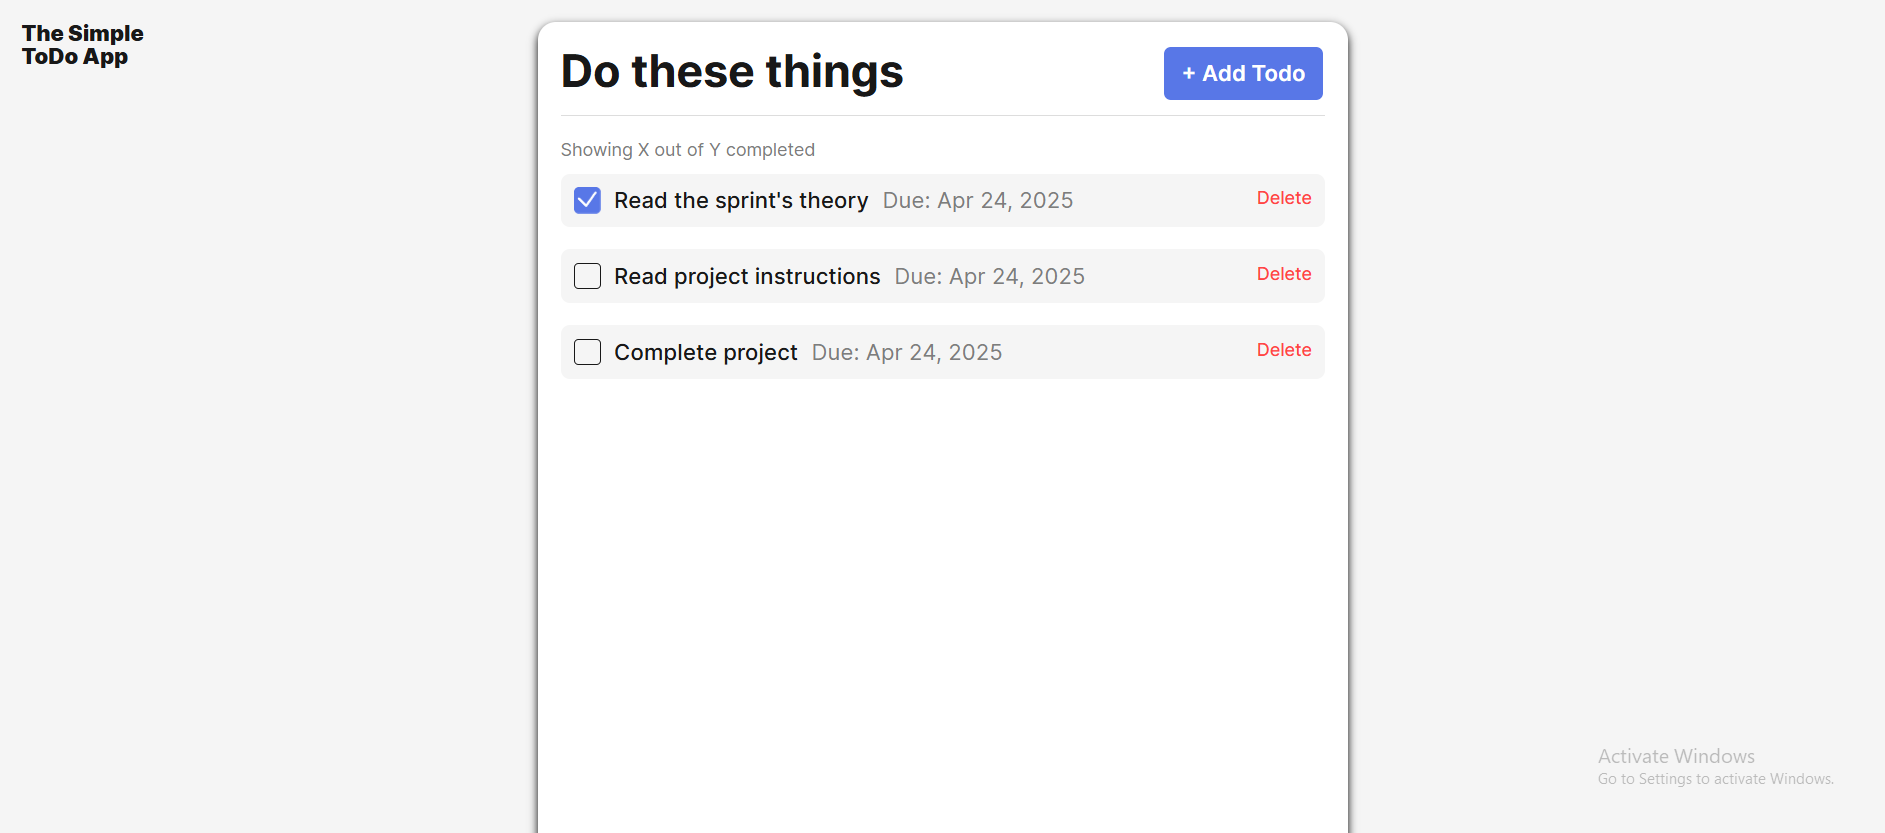 The Simple
ToDo App
Do these things
+ Add Todo
Showing X out of Y completed
Read the sprint's theory Due: Apr 24, 2025 Delete
Read project instructions Due: Apr 24, 2025 Delete
Complete project Due: Apr 24, 2025 Delete
Activate Windows
Go to Settings to activate Windows.